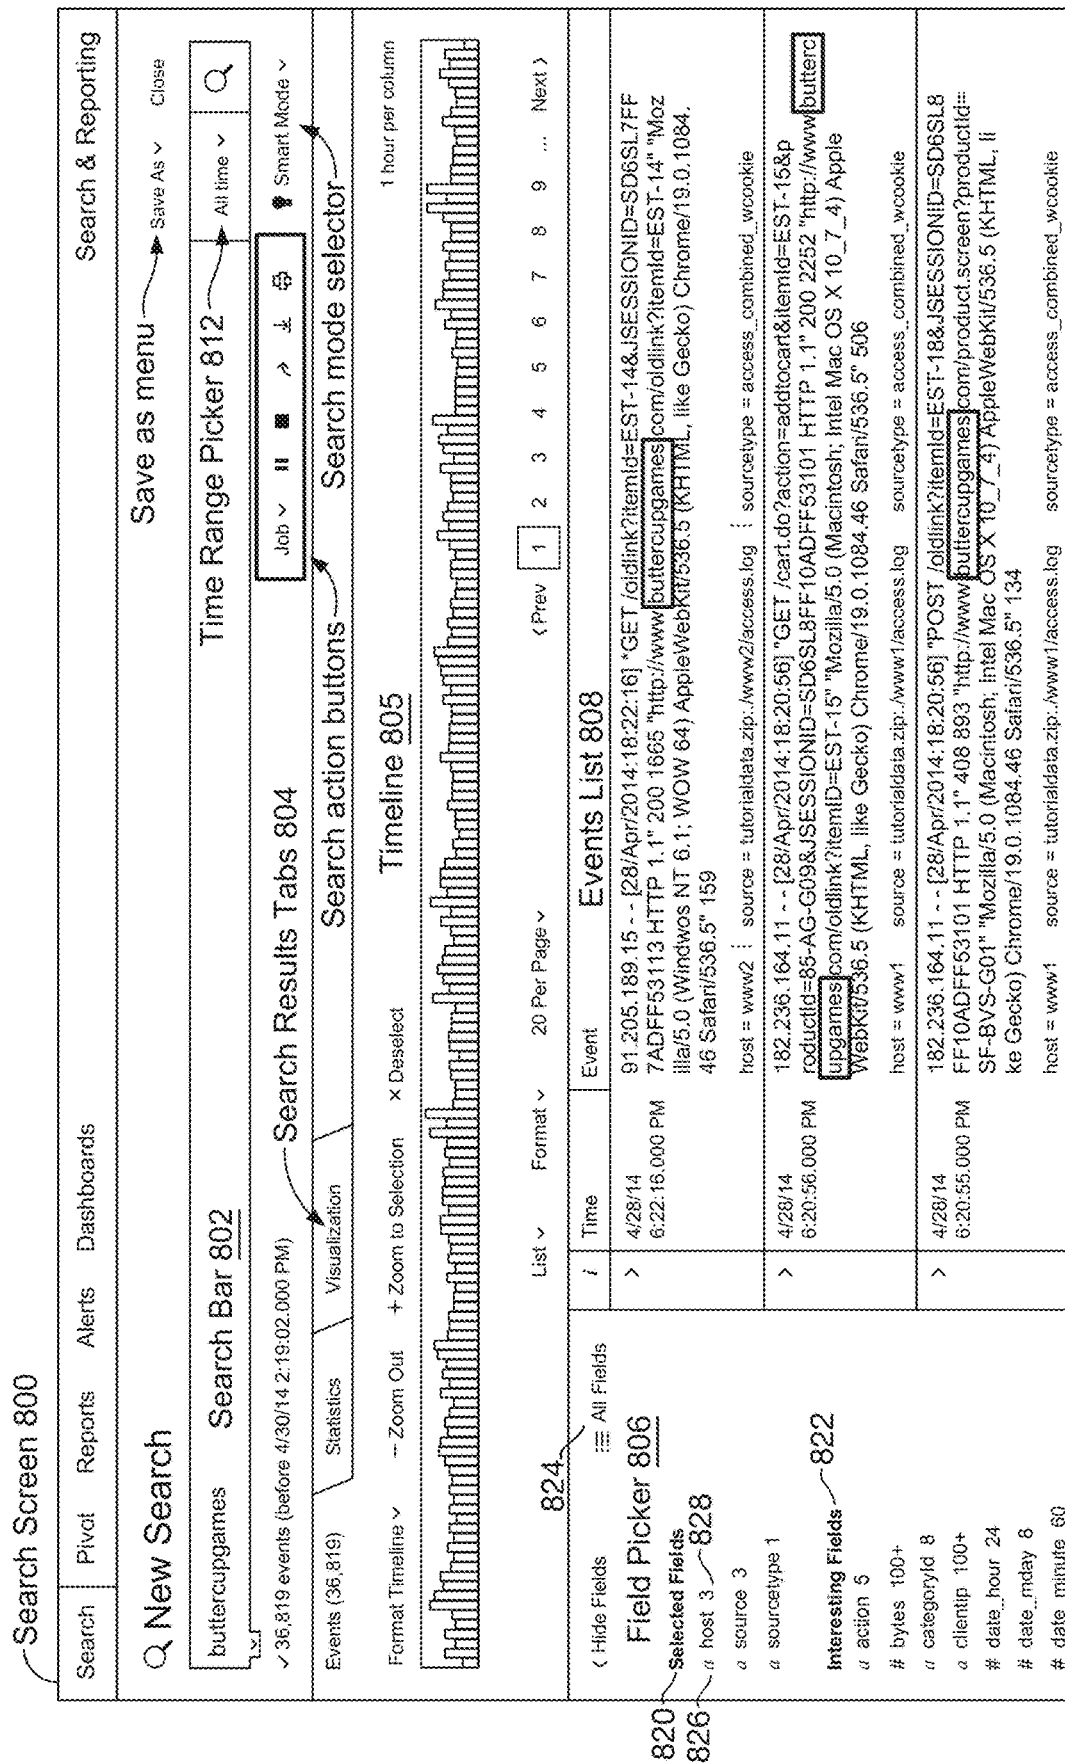 Search Screen 800
Search Pivot Reports Alerts Dashboards Search & Reporting
New Search
Save as menu
Save As Close
buttercupgames Search Bar 802 Time Range Picker 812 All time
36,819 events (before 4/30/14 2:19:02.000 PM)
Search Results Tabs 804
Job Smart Mode
Events (36,819) Statistics Visualization
Search action buttons
Search mode selector
Format Timeline – Zoom Out + Zoom to Selection × Deselect
Timeline 805
1 hour per column
List Format 20 Per Page
< Prev 1 2 3 4 5 6 7 8 9 ... Next >
824
< Hide Fields All Fields
Field Picker 806
820
Selected Fields
826
a host 3
828
a source 3
a sourcetype 1
Interesting Fields
822
a action 5
# bytes 100+
a categoryId 8
a clientip 100+
# date_hour 24
# date_mday 8
# date_minute 60
i Time Event
Events List 808
> 4/28/14
6:22:16.000 PM
91.205.189.15 - - [28/Apr/2014:18:22:16] "GET /oldlink?itemId=EST-14&JSESSIONID=SD6SL7FF
7ADFF53113 HTTP 1.1" 200 1665 "http://www.buttercupgames.com/oldlink?itemId=EST-14" "Moz
illa/5.0 (Windwos NT 6.1; WOW 64) AppleWebKit/536.5 (KHTML, like Gecko) Chrome/19.0.1084.
46 Safari/536.5" 159
host = www2 source = tutorialdata.zip:./www2/access.log sourcetype = access_combined_wcookie
> 4/28/14
6:20:56.000 PM
182.236.164.11 - - [28/Apr/2014:18:20:56] "GET /cart.do?action=addtocart&itemId=EST-15&p
roductId=85-AG-G09&JSESSIONID=SD6SL8FF10ADFF53101 HTTP 1.1" 200 2252 "http://www.butterc
upgames.com/oldlink?itemID=EST-15" "Mozilla/5.0 (Macintosh; Intel Mac OS X 10_7_4) Apple
WebKit/536.5 (KHTML, like Gecko) Chrome/19.0.1084.46 Safari/536.5" 506
host = www1 source = tutorialdata.zip:./www1/access.log sourcetype = access_combined_wcookie
> 4/28/14
6:20:55.000 PM
182.236.164.11 - - [28/Apr/2014:18:20:56] "POST /oldlink?itemId=EST-18&JSESSIONID=SD6SL8
FF10ADFF53101 HTTP 1.1" 408 893 "http://www.buttercupgames.com/product.screen?productId=
SF-BVS-G01" "Mozilla/5.0 (Macintosh; Intel Mac OS X 10_7_4) AppleWebKit/536.5 (KHTML, li
ke Gecko) Chrome/19.0.1084.46 Safari/536.5" 134
host = www1 source = tutorialdata.zip:./www1/access.log sourcetype = access_combined_wcookie